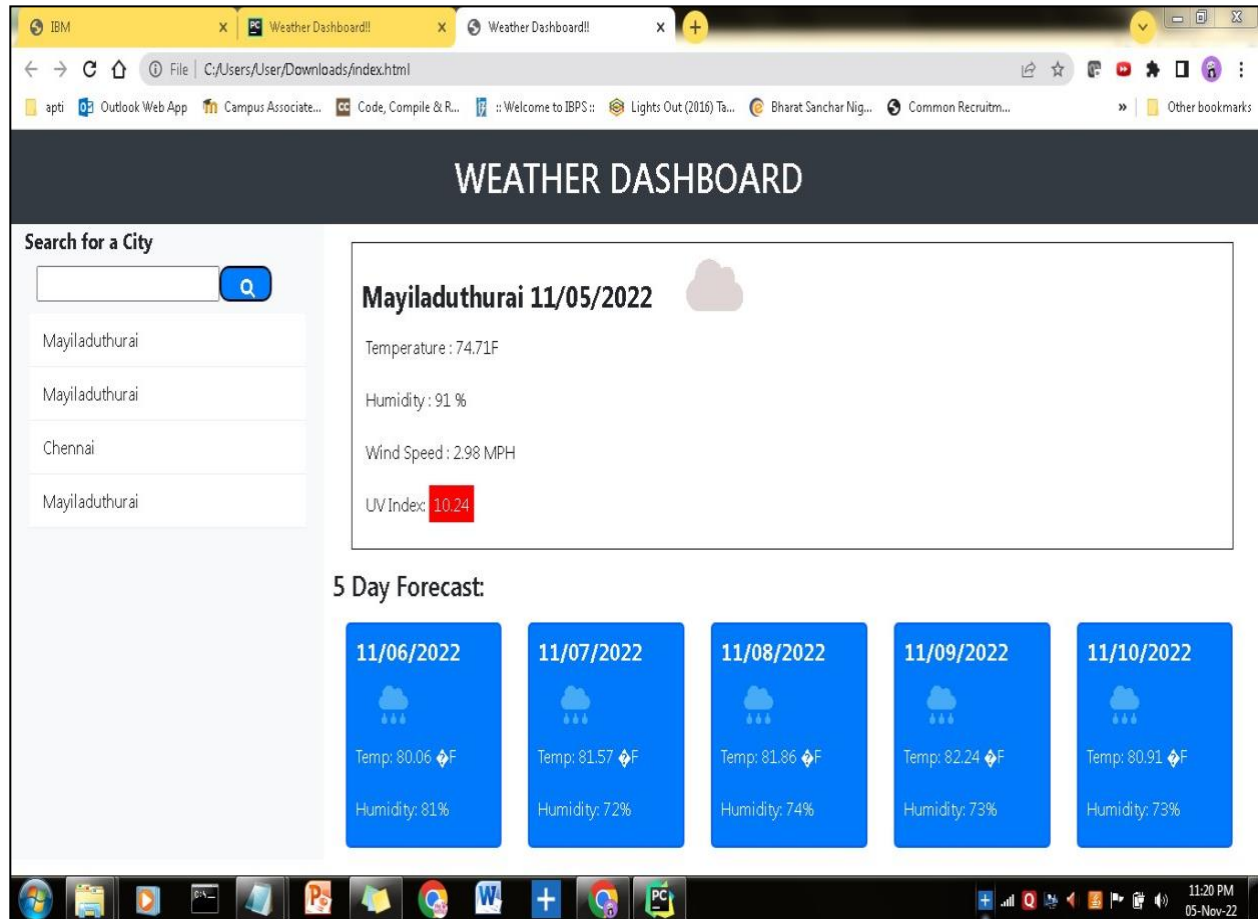 IBM
Weather Dashboard!!
Weather Dashboard!!
File | C:/Users/User/Downloads/index.html
apti
Outlook Web App
Campus Associate...
Code, Compile & R...
:: Welcome to IBPS ::
Lights Out (2016) Ta...
Bharat Sanchar Nig...
Common Recruitm...
»
Other bookmarks
WEATHER DASHBOARD
Search for a City
Mayiladuthurai
Mayiladuthurai
Chennai
Mayiladuthurai
Mayiladuthurai 11/05/2022
Temperature : 74.71F
Humidity : 91 %
Wind Speed : 2.98 MPH
UV Index: 10.24
5 Day Forecast:
11/06/2022
Temp: 80.06 �F
Humidity: 81%
11/07/2022
Temp: 81.57 �F
Humidity: 72%
11/08/2022
Temp: 81.86 �F
Humidity: 74%
11/09/2022
Temp: 82.24 �F
Humidity: 73%
11/10/2022
Temp: 80.91 �F
Humidity: 73%
11:20 PM
05-Nov-22